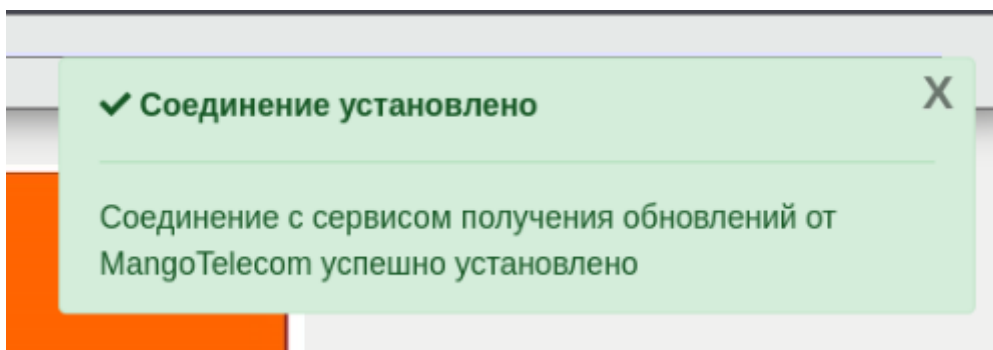 ✔ Соединение установлено
X
Соединение с сервисом получения обновлений от
MangoTelecom успешно установлено